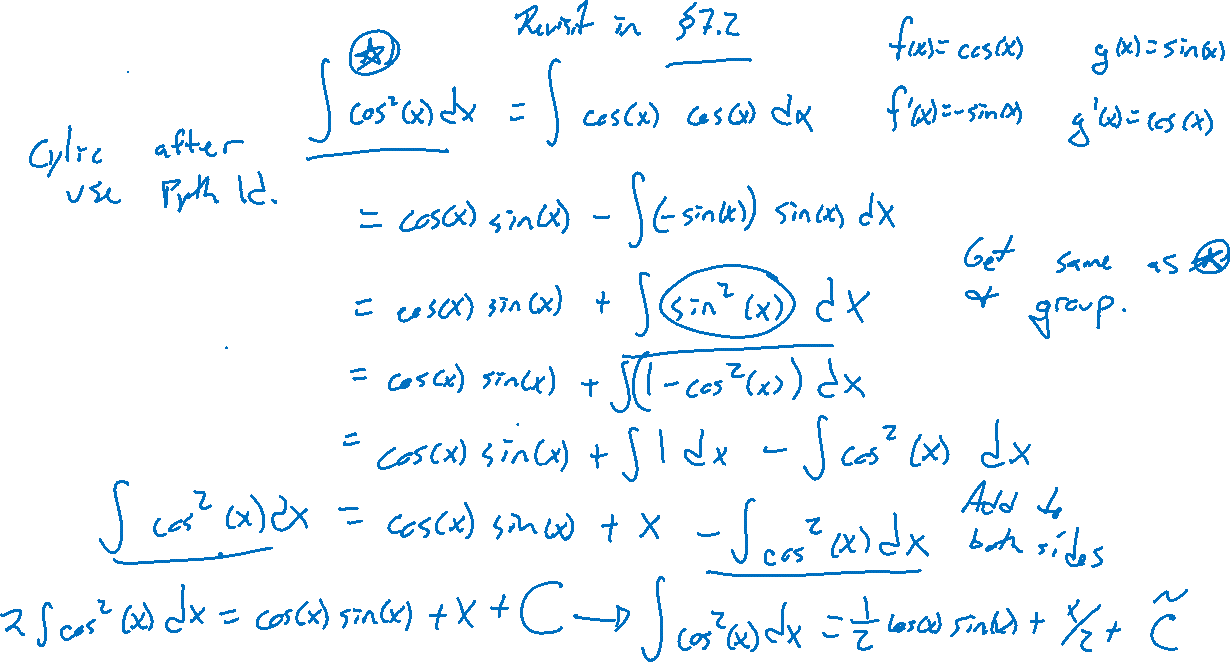 Revisit in §7.2
f(x)=cos(x) g(x)=sin(x)
f'(x)=-sin(x) g'(x)=cos(x)
⍟
∫ cos²(x) dx = ∫ cos(x) cos(x) dx
Cylic after
use Pyth Id.
= cos(x) sin(x) - ∫(-sin(x)) sin(x) dx
= cos(x) sin(x) + ∫ sin²(x) dx
Get same as ⍟
& group.
= cos(x) sin(x) + ∫(1-cos²(x)) dx
= cos(x) sin(x) + ∫ 1 dx - ∫ cos²(x) dx
∫ cos²(x) dx = cos(x) sin(x) + x - ∫ cos²(x) dx
Add to
both sides
2 ∫ cos²(x) dx = cos(x) sin(x) + x + C → ∫ cos²(x) dx = 1/2 cos(x) sin(x) + x/2 + C̃